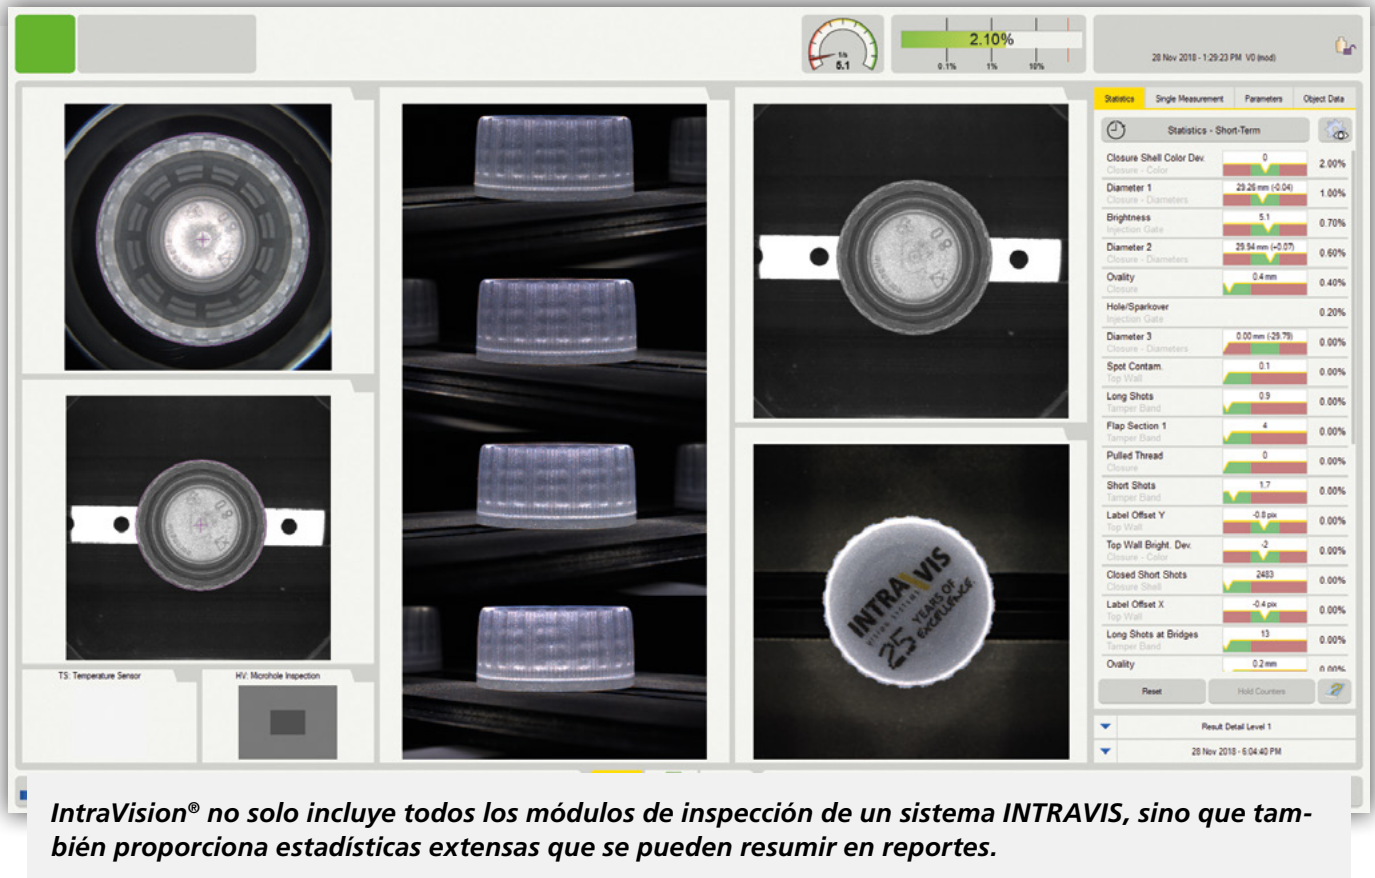 1/s
5.1
2.10%
0.1% 1% 10%
28 Nov 2018 - 1:29:23 PM V0 (mod)
Statistics Single Measurement Parameters Object Data
Statistics - Short-Term
Closure Shell Color Dev. 0 2.00%
Closure - Color
Diameter 1 29.26 mm (-0.04) 1.00%
Closure - Diameters
Brightness 5.1 0.70%
Injection Gate
Diameter 2 29.94 mm (+0.07) 0.60%
Closure - Diameters
Ovality 0.4 mm 0.40%
Closure
Hole/Sparkover 0.20%
Injection Gate
Diameter 3 0.00 mm (-29.79) 0.00%
Closure - Diameters
Spot Contam. 0.1 0.00%
Top Wall
Long Shots 0.9 0.00%
Tamper Band
Flap Section 1 4 0.00%
Tamper Band
Pulled Thread 0 0.00%
Closure
Short Shots 1.7 0.00%
Tamper Band
Label Offset Y -0.8 pix 0.00%
Top Wall
Top Wall Bright. Dev. -2 0.00%
Closure - Color
Closed Short Shots 2483 0.00%
Closure Shell
Label Offset X -0.4 pix 0.00%
Top Wall
Long Shots at Bridges 13 0.00%
Tamper Band
Ovality 0.2 mm 0.00%
Reset Hold Counters
Result Detail Level 1
28 Nov 2018 - 6:04:40 PM
TS: Temperature Sensor
HV: Microhole Inspection
INTRAVIS
VISION SYSTEMS
25 YEARS OF
EXCELLENCE
IntraVision® no solo incluye todos los módulos de inspección de un sistema INTRAVIS, sino que tam-
bién proporciona estadísticas extensas que se pueden resumir en reportes.